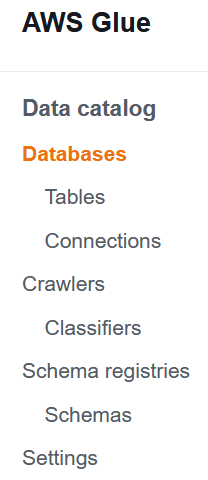 AWS Glue
Data catalog
Databases
Tables
Connections
Crawlers
Classifiers
Schema registries
Schemas
Settings